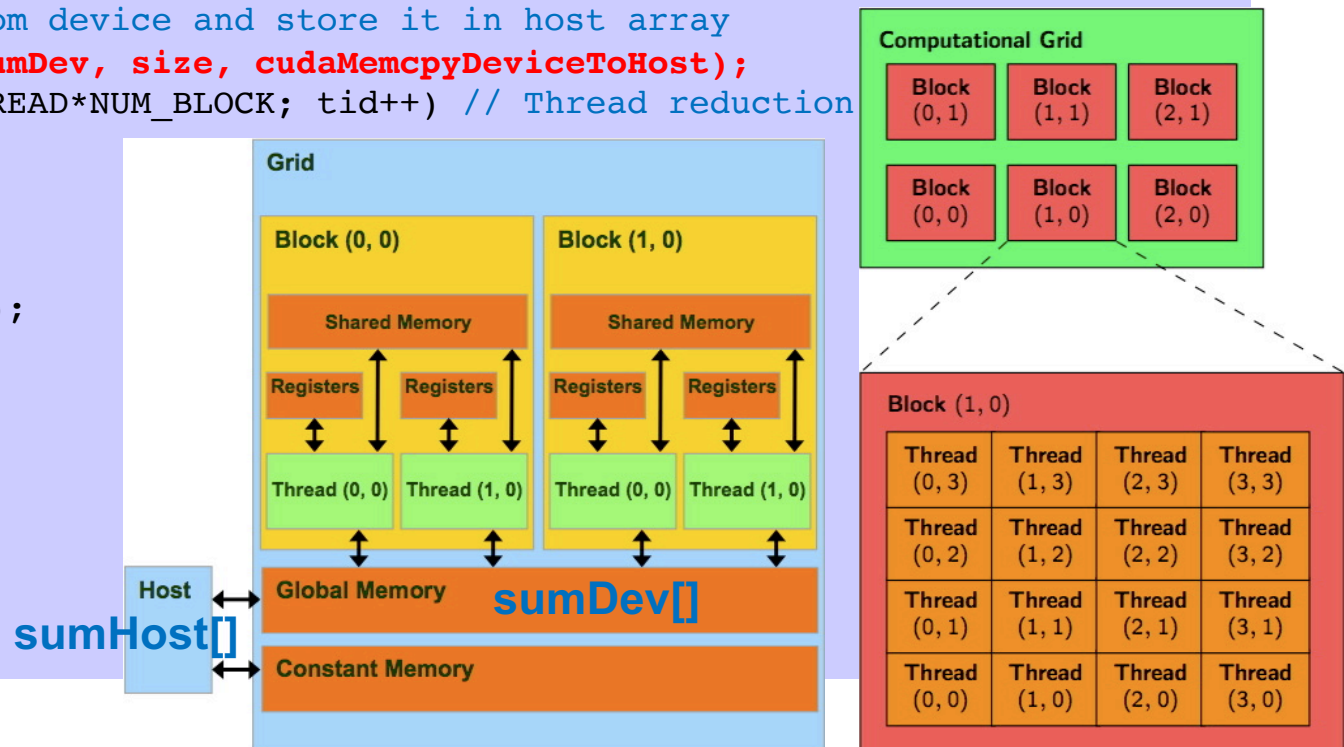 om device and store it in host array
umDev, size, cudaMemcpyDeviceToHost);
READ*NUM_BLOCK; tid++) // Thread reduction
;
Grid
Block (0, 0)
Block (1, 0)
Shared Memory
Shared Memory
Registers
Registers
Registers
Registers
Thread (0, 0)
Thread (1, 0)
Thread (0, 0)
Thread (1, 0)
Host
Global Memory
sumDev[]
sumHost[]
Constant Memory
Computational Grid
Block
(0, 1)
Block
(1, 1)
Block
(2, 1)
Block
(0, 0)
Block
(1, 0)
Block
(2, 0)
Block (1, 0)
Thread
(0, 3)
Thread
(1, 3)
Thread
(2, 3)
Thread
(3, 3)
Thread
(0, 2)
Thread
(1, 2)
Thread
(2, 2)
Thread
(3, 2)
Thread
(0, 1)
Thread
(1, 1)
Thread
(2, 1)
Thread
(3, 1)
Thread
(0, 0)
Thread
(1, 0)
Thread
(2, 0)
Thread
(3, 0)